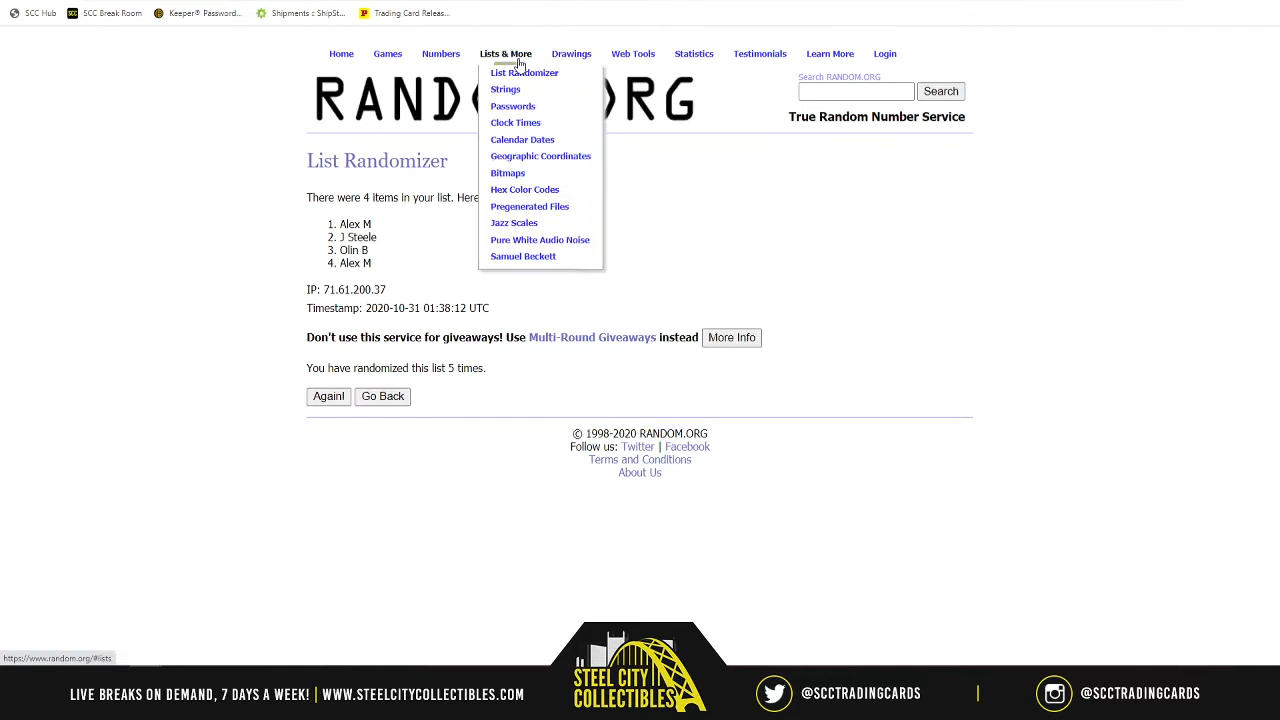 SCC Hub SCC Break Room Keeper® Password... Shipments :: ShipSt... Trading Card Releas...
Home Games Numbers Lists & More Drawings Web Tools Statistics Testimonials Learn More Login
List Randomizer
Strings
Passwords
Clock Times
Calendar Dates
Geographic Coordinates
Bitmaps
Hex Color Codes
Pregenerated Files
Jazz Scales
Pure White Audio Noise
Samuel Beckett
Search RANDOM.ORG
Search
True Random Number Service
List Randomizer
There were 4 items in your list. Here
1. Alex M
2. J Steele
3. Olin B
4. Alex M
IP: 71.61.200.37
Timestamp: 2020-10-31 01:38:12 UTC
Don't use this service for giveaways! Use Multi-Round Giveaways instead More Info
You have randomized this list 5 times.
Again! Go Back
© 1998-2020 RANDOM.ORG
Follow us: Twitter | Facebook
Terms and Conditions
About Us
https://www.random.org/#lists
LIVE BREAKS ON DEMAND, 7 DAYS A WEEK! | WWW.STEELCITYCOLLECTIBLES.COM
STEEL CITY
COLLECTIBLES
@SCCTRADINGCARDS | @SCCTRADINGCARDS